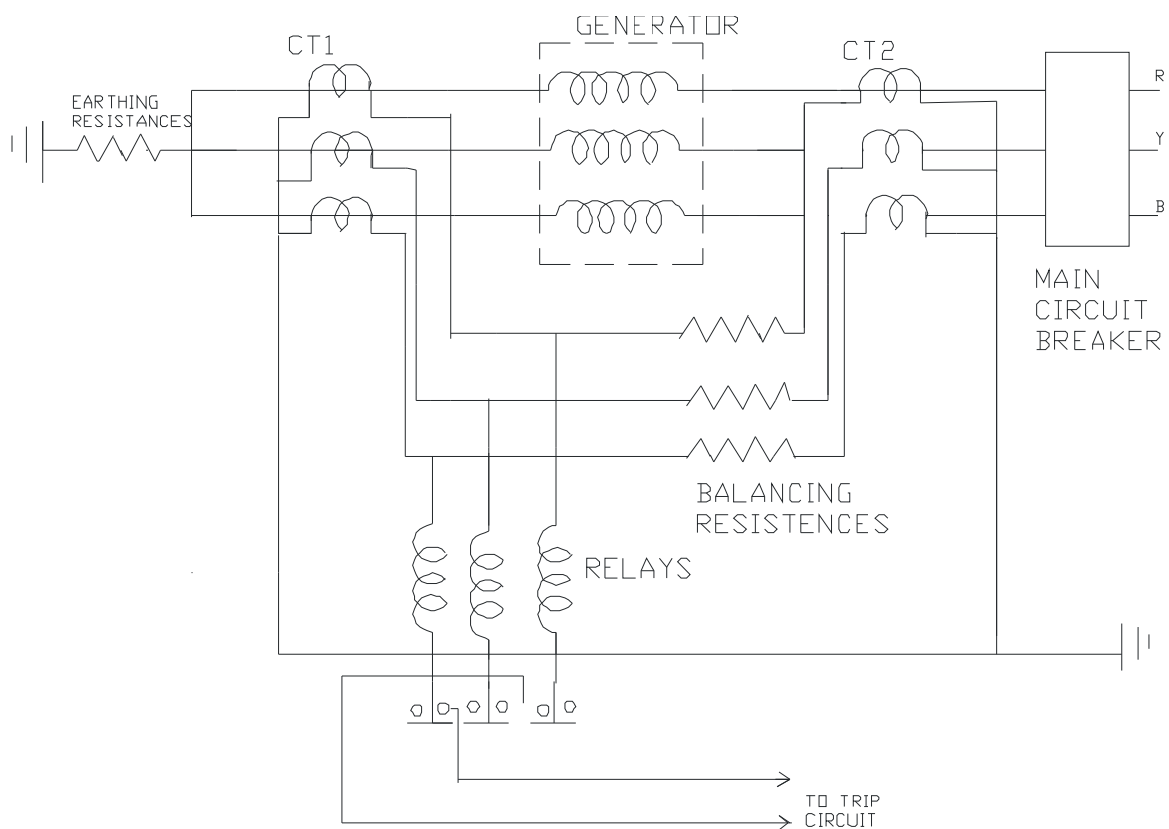 GENERATOR
CT1
CT2
R
EARTHING
RESISTANCES
Y
B
MAIN
CIRCUIT
BREAKER
BALANCING
RESISTENCES
RELAYS
TO TRIP
CIRCUIT